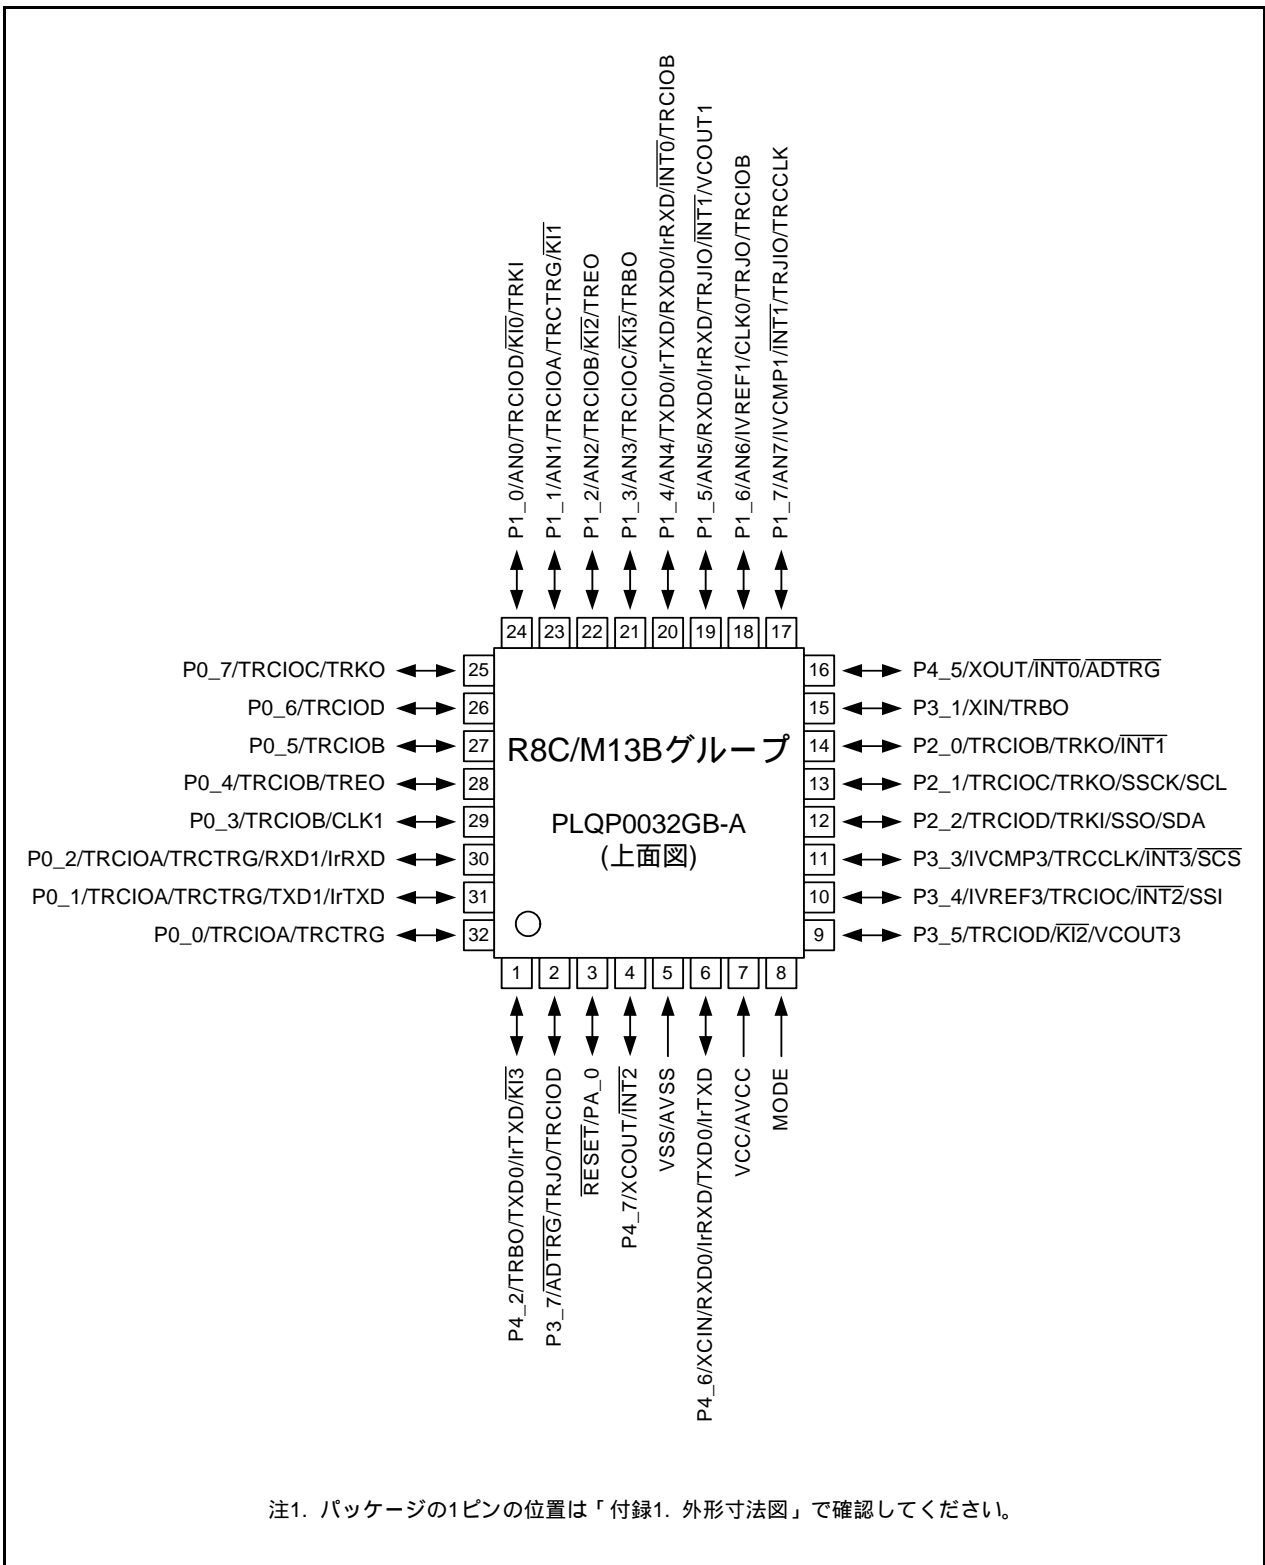 P1_0/AN0/TRCIOD/KI0/TRKI
P1_1/AN1/TRCIOA/TRCTRG/KI1
P1_2/AN2/TRCIOB/KI2/TREO
P1_3/AN3/TRCIOC/KI3/TRBO
P1_4/AN4/TXD0/IrTXD/RXD0/IrRXD/INT0/TRCIOB
P1_5/AN5/RXD0/IrRXD/TRJIO/INT1/VCOUT1
P1_6/AN6/IVREF1/CLK0/TRJO/TRCIOB
P1_7/AN7/IVCMP1/INT1/TRJIO/TRCCLK
24 23 22 21 20 19 18 17
P0_7/TRCIOC/TRKO 25
P0_6/TRCIOD 26
P0_5/TRCIOB 27
P0_4/TRCIOB/TREO 28
P0_3/TRCIOB/CLK1 29
P0_2/TRCIOA/TRCTRG/RXD1/IrRXD 30
P0_1/TRCIOA/TRCTRG/TXD1/IrTXD 31
P0_0/TRCIOA/TRCTRG 32
R8C/M13Bグループ
PLQP0032GB-A
(上面図)
16 P4_5/XOUT/INT0/ADTRG
15 P3_1/XIN/TRBO
14 P2_0/TRCIOB/TRKO/INT1
13 P2_1/TRCIOC/TRKO/SSCK/SCL
12 P2_2/TRCIOD/TRKI/SSO/SDA
11 P3_3/IVCMP3/TRCCLK/INT3/SCS
10 P3_4/IVREF3/TRCIOC/INT2/SSI
9 P3_5/TRCIOD/KI2/VCOUT3
1 2 3 4 5 6 7 8
P4_2/TRBO/TXD0/IrTXD/KI3
P3_7/ADTRG/TRJO/TRCIOD
RESET/PA_0
P4_7/XCOUT/INT2
VSS/AVSS
P4_6/XCIN/RXD0/IrRXD/TXD0/IrTXD
VCC/AVCC
MODE
注1. パッケージの1ピンの位置は「付録1. 外形寸法図」で確認してください。